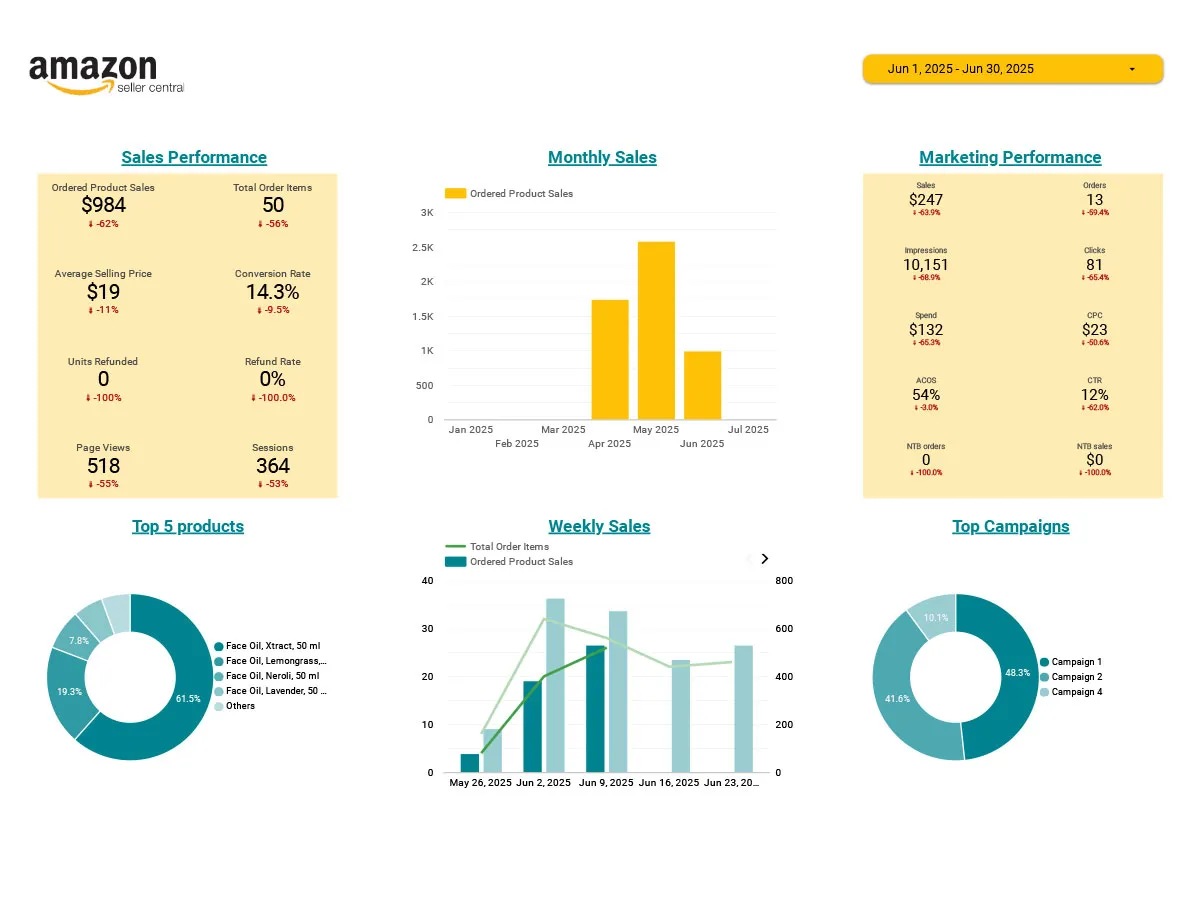 amazon
seller central
Jun 1, 2025 - Jun 30, 2025
Sales Performance
Ordered Product Sales
$984
-62%
Total Order Items
50
-56%
Average Selling Price
$19
-11%
Conversion Rate
14.3%
-9.5%
Units Refunded
0
-100%
Refund Rate
0%
-100.0%
Page Views
518
-55%
Sessions
364
-53%
Monthly Sales
Ordered Product Sales
3K
2.5K
2K
1.5K
1K
500
0
Jan 2025
Feb 2025
Mar 2025
Apr 2025
May 2025
Jun 2025
Jul 2025
Marketing Performance
Sales
$247
-63.9%
Orders
13
-59.4%
Impressions
10,151
-68.9%
Clicks
81
-65.4%
Spend
$132
-65.3%
CPC
$23
-50.6%
ACOS
54%
-3.0%
CTR
12%
-62.0%
NTB orders
0
-100.0%
NTB sales
$0
-100.0%
Top 5 products
7.8%
19.3%
61.5%
Face Oil, Xtract, 50 ml
Face Oil, Lemongrass,...
Face Oil, Neroli, 50 ml
Face Oil, Lavender, 50 ...
Others
Weekly Sales
Total Order Items
Ordered Product Sales
40
30
20
10
0
800
600
400
200
0
May 26, 2025
Jun 2, 2025
Jun 9, 2025
Jun 16, 2025
Jun 23, 20...
Top Campaigns
10.1%
48.3%
41.6%
Campaign 1
Campaign 2
Campaign 4